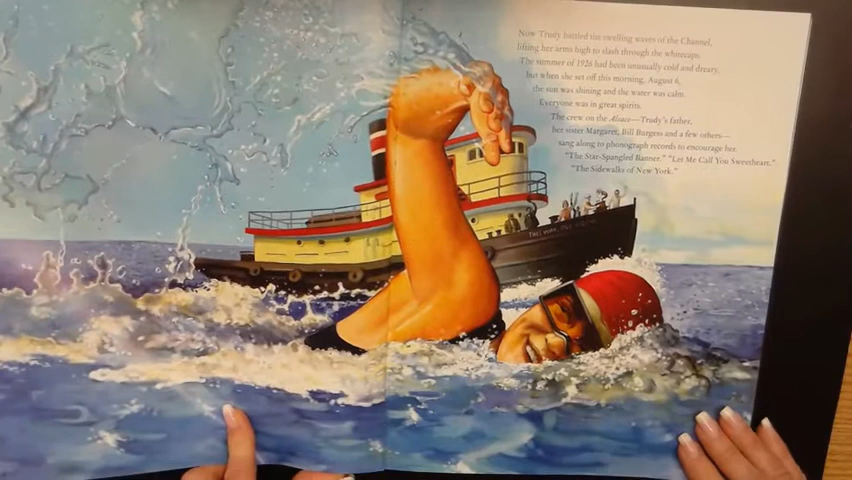 Now Trudy battled the swelling waves of the Channel,
lifting her arms high to slash through the whitecaps.
The summer of 1926 had been unusually cold and dreary,
but when she set off this morning, August 6,
the sun was shining and the water was calm.
Everyone was in great spirits.
The crew on the Alsace—Trudy's father,
her sister Margaret, Bill Burgess and a few others—
sang along to phonograph records to encourage her.
"The Star-Spangled Banner." "Let Me Call You Sweetheart."
"The Sidewalks of New York."
THIS WAY,